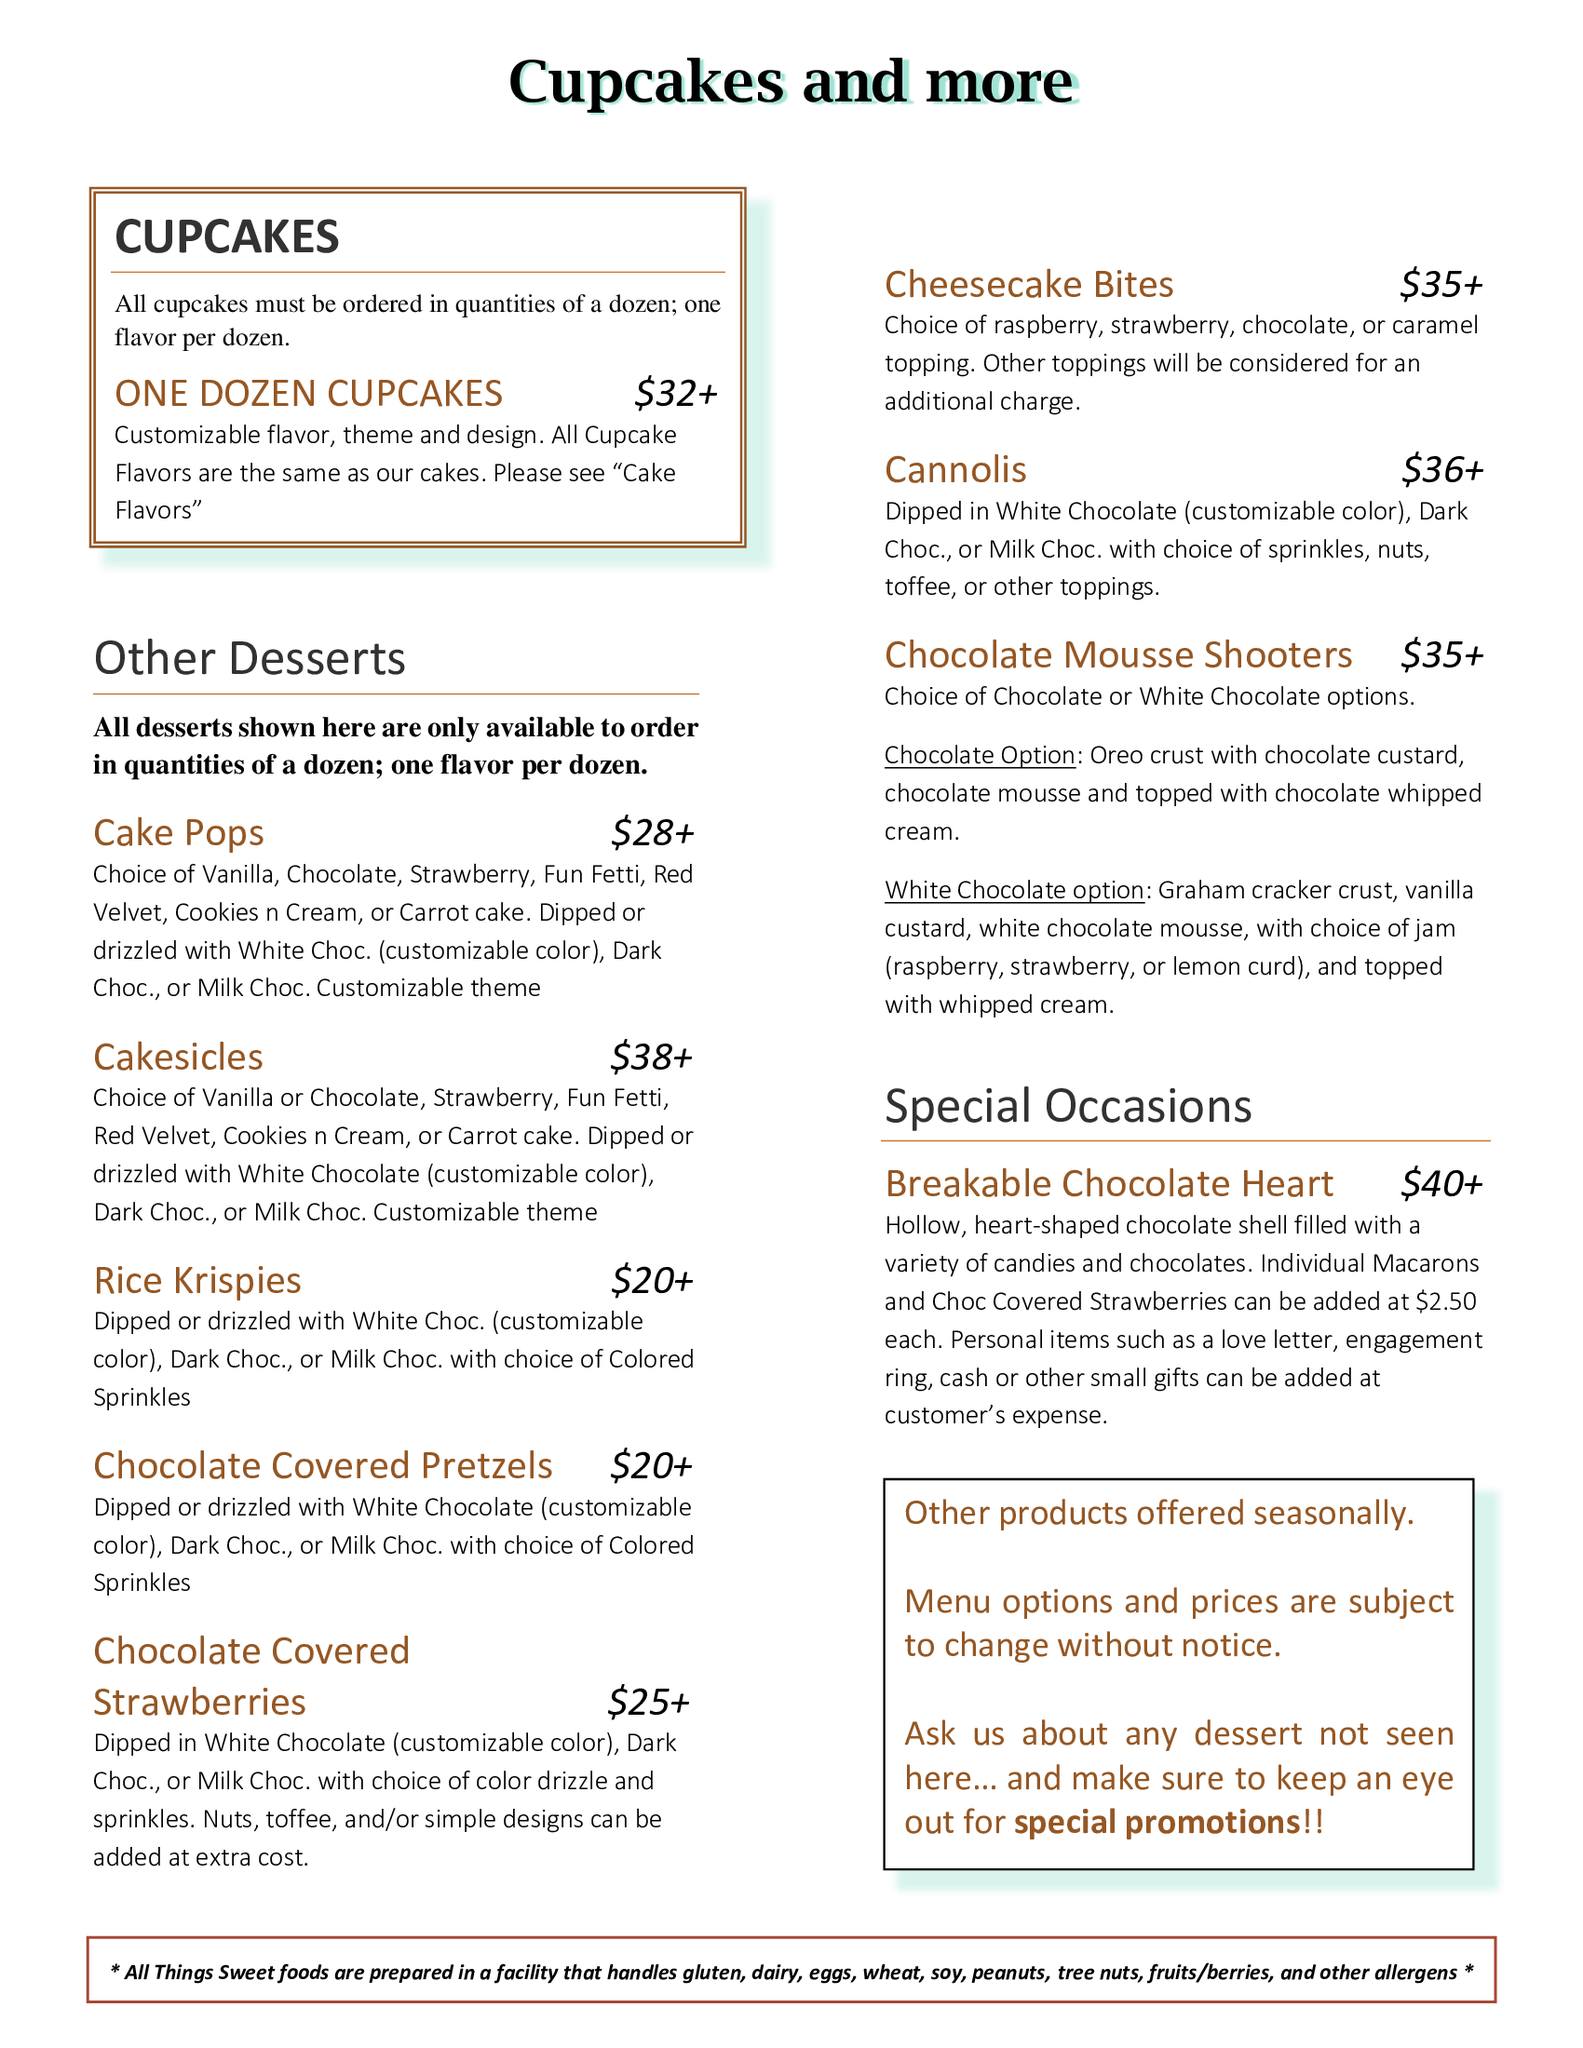 Cupcakes and more
CUPCAKES
All cupcakes must be ordered in quantities of a dozen; one
flavor per dozen.
ONE DOZEN CUPCAKES $32+
Customizable flavor, theme and design. All Cupcake
Flavors are the same as our cakes. Please see “Cake
Flavors”
Other Desserts
All desserts shown here are only available to order
in quantities of a dozen; one flavor per dozen.
Cake Pops $28+
Choice of Vanilla, Chocolate, Strawberry, Fun Fetti, Red
Velvet, Cookies n Cream, or Carrot cake. Dipped or
drizzled with White Choc. (customizable color), Dark
Choc., or Milk Choc. Customizable theme
Cakesicles $38+
Choice of Vanilla or Chocolate, Strawberry, Fun Fetti,
Red Velvet, Cookies n Cream, or Carrot cake. Dipped or
drizzled with White Chocolate (customizable color),
Dark Choc., or Milk Choc. Customizable theme
Rice Krispies $20+
Dipped or drizzled with White Choc. (customizable
color), Dark Choc., or Milk Choc. with choice of Colored
Sprinkles
Chocolate Covered Pretzels $20+
Dipped or drizzled with White Chocolate (customizable
color), Dark Choc., or Milk Choc. with choice of Colored
Sprinkles
Chocolate Covered
Strawberries $25+
Dipped in White Chocolate (customizable color), Dark
Choc., or Milk Choc. with choice of color drizzle and
sprinkles. Nuts, toffee, and/or simple designs can be
added at extra cost.
Cheesecake Bites $35+
Choice of raspberry, strawberry, chocolate, or caramel
topping. Other toppings will be considered for an
additional charge.
Cannolis $36+
Dipped in White Chocolate (customizable color), Dark
Choc., or Milk Choc. with choice of sprinkles, nuts,
toffee, or other toppings.
Chocolate Mousse Shooters $35+
Choice of Chocolate or White Chocolate options.
Chocolate Option: Oreo crust with chocolate custard,
chocolate mousse and topped with chocolate whipped
cream.
White Chocolate option: Graham cracker crust, vanilla
custard, white chocolate mousse, with choice of jam
(raspberry, strawberry, or lemon curd), and topped
with whipped cream.
Special Occasions
Breakable Chocolate Heart $40+
Hollow, heart-shaped chocolate shell filled with a
variety of candies and chocolates. Individual Macarons
and Choc Covered Strawberries can be added at $2.50
each. Personal items such as a love letter, engagement
ring, cash or other small gifts can be added at
customer’s expense.
Other products offered seasonally.
Menu options and prices are subject
to change without notice.
Ask us about any dessert not seen
here... and make sure to keep an eye
out for special promotions!!
* All Things Sweet foods are prepared in a facility that handles gluten, dairy, eggs, wheat, soy, peanuts, tree nuts, fruits/berries, and other allergens *